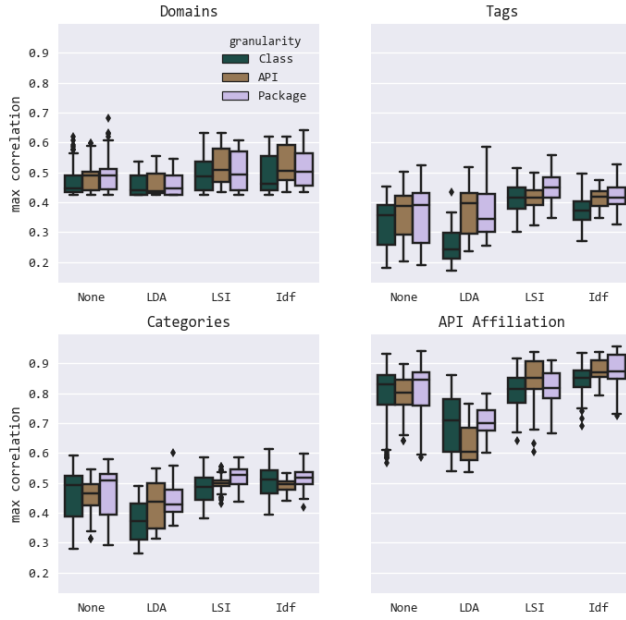 Domains
Tags
granularity
Class
API
Package
max correlation
0.9
0.8
0.7
0.6
0.5
0.4
0.3
0.2
None LDA LSI Idf
None LDA LSI Idf
Categories
API Affiliation
max correlation
0.9
0.8
0.7
0.6
0.5
0.4
0.3
0.2
None LDA LSI Idf
None LDA LSI Idf